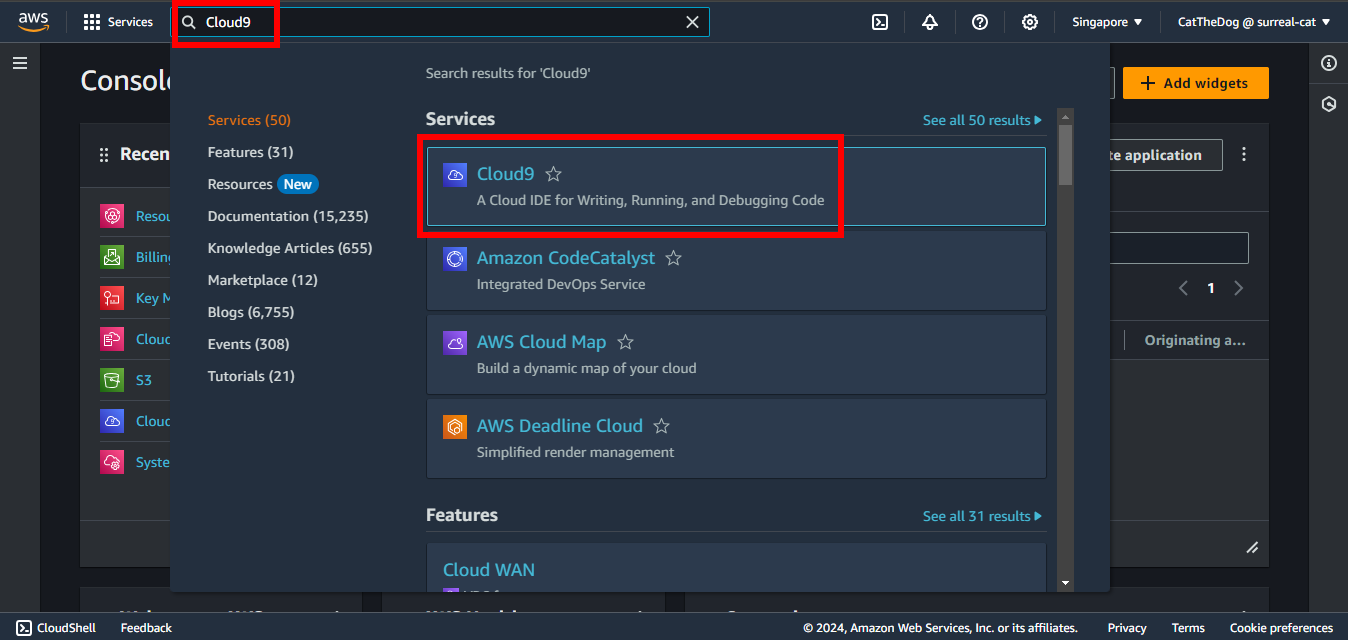 aws Services Cloud9 Singapore CatTheDog @ surreal-cat
Search results for 'Cloud9'
Add widgets
Services (50)
Features (31)
Resources New
Documentation (15,235)
Knowledge Articles (655)
Marketplace (12)
Blogs (6,755)
Events (308)
Tutorials (21)
Services See all 50 results
Cloud9
A Cloud IDE for Writing, Running, and Debugging Code
Amazon CodeCatalyst
Integrated DevOps Service
AWS Cloud Map
Build a dynamic map of your cloud
AWS Deadline Cloud
Simplified render management
Features See all 31 results
Cloud WAN
Consol
Recen
Resou
Billing
Key M
Cloud
S3
Cloud
Syste
te application
1
Originating a...
CloudShell Feedback © 2024, Amazon Web Services, Inc. or its affiliates. Privacy Terms Cookie preferences